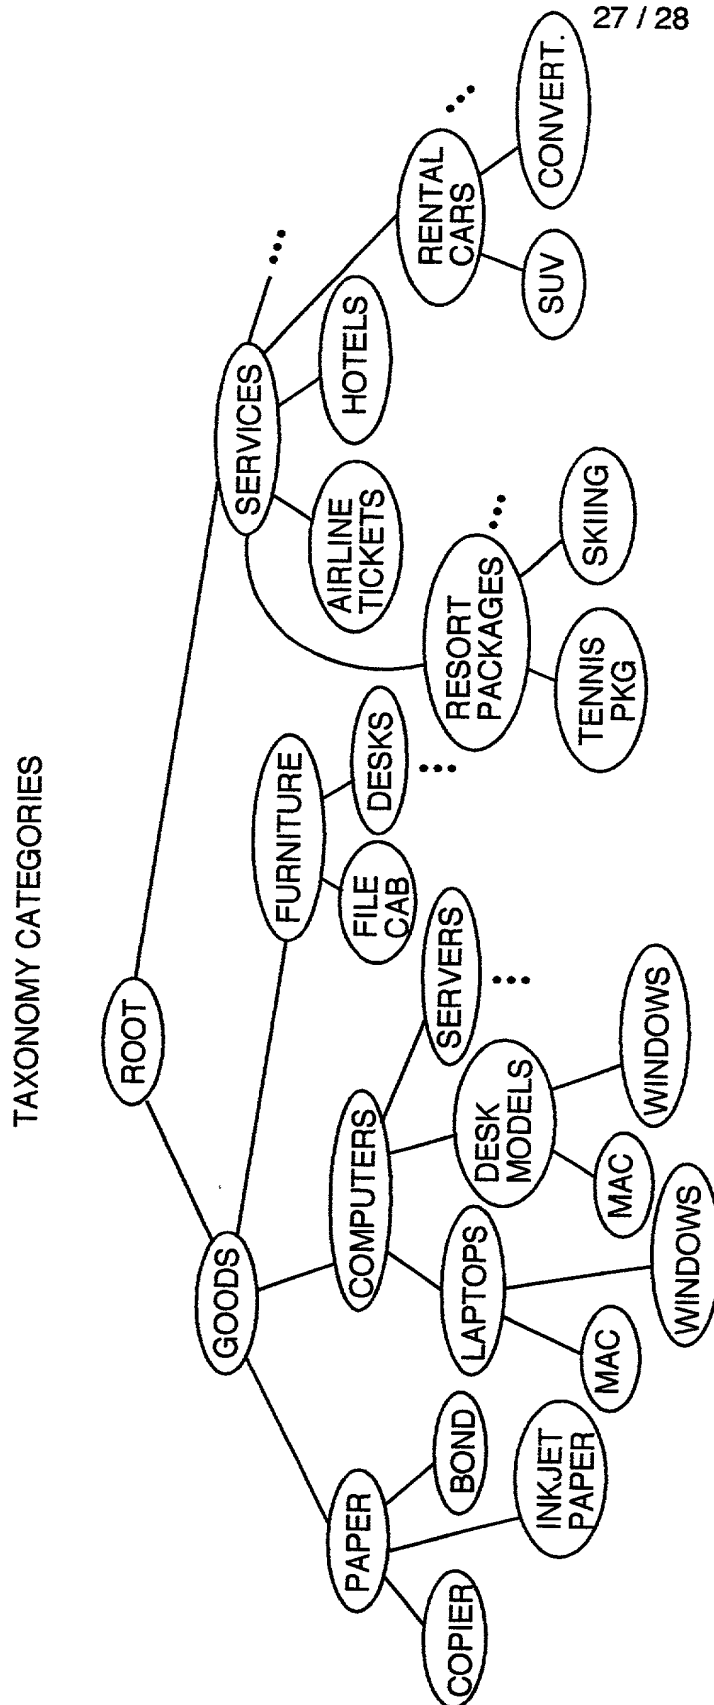 27 / 28
TAXONOMY CATEGORIES
ROOT
GOODS
SERVICES
PAPER
COMPUTERS
FURNITURE
COPIER
INKJET
PAPER
BOND
LAPTOPS
DESK
MODELS
SERVERS
FILE
CAB
DESKS
RESORT
PACKAGES
AIRLINE
TICKETS
HOTELS
RENTAL
CARS
MAC
WINDOWS
MAC
WINDOWS
TENNIS
PKG
SKIING
SUV
CONVERT.